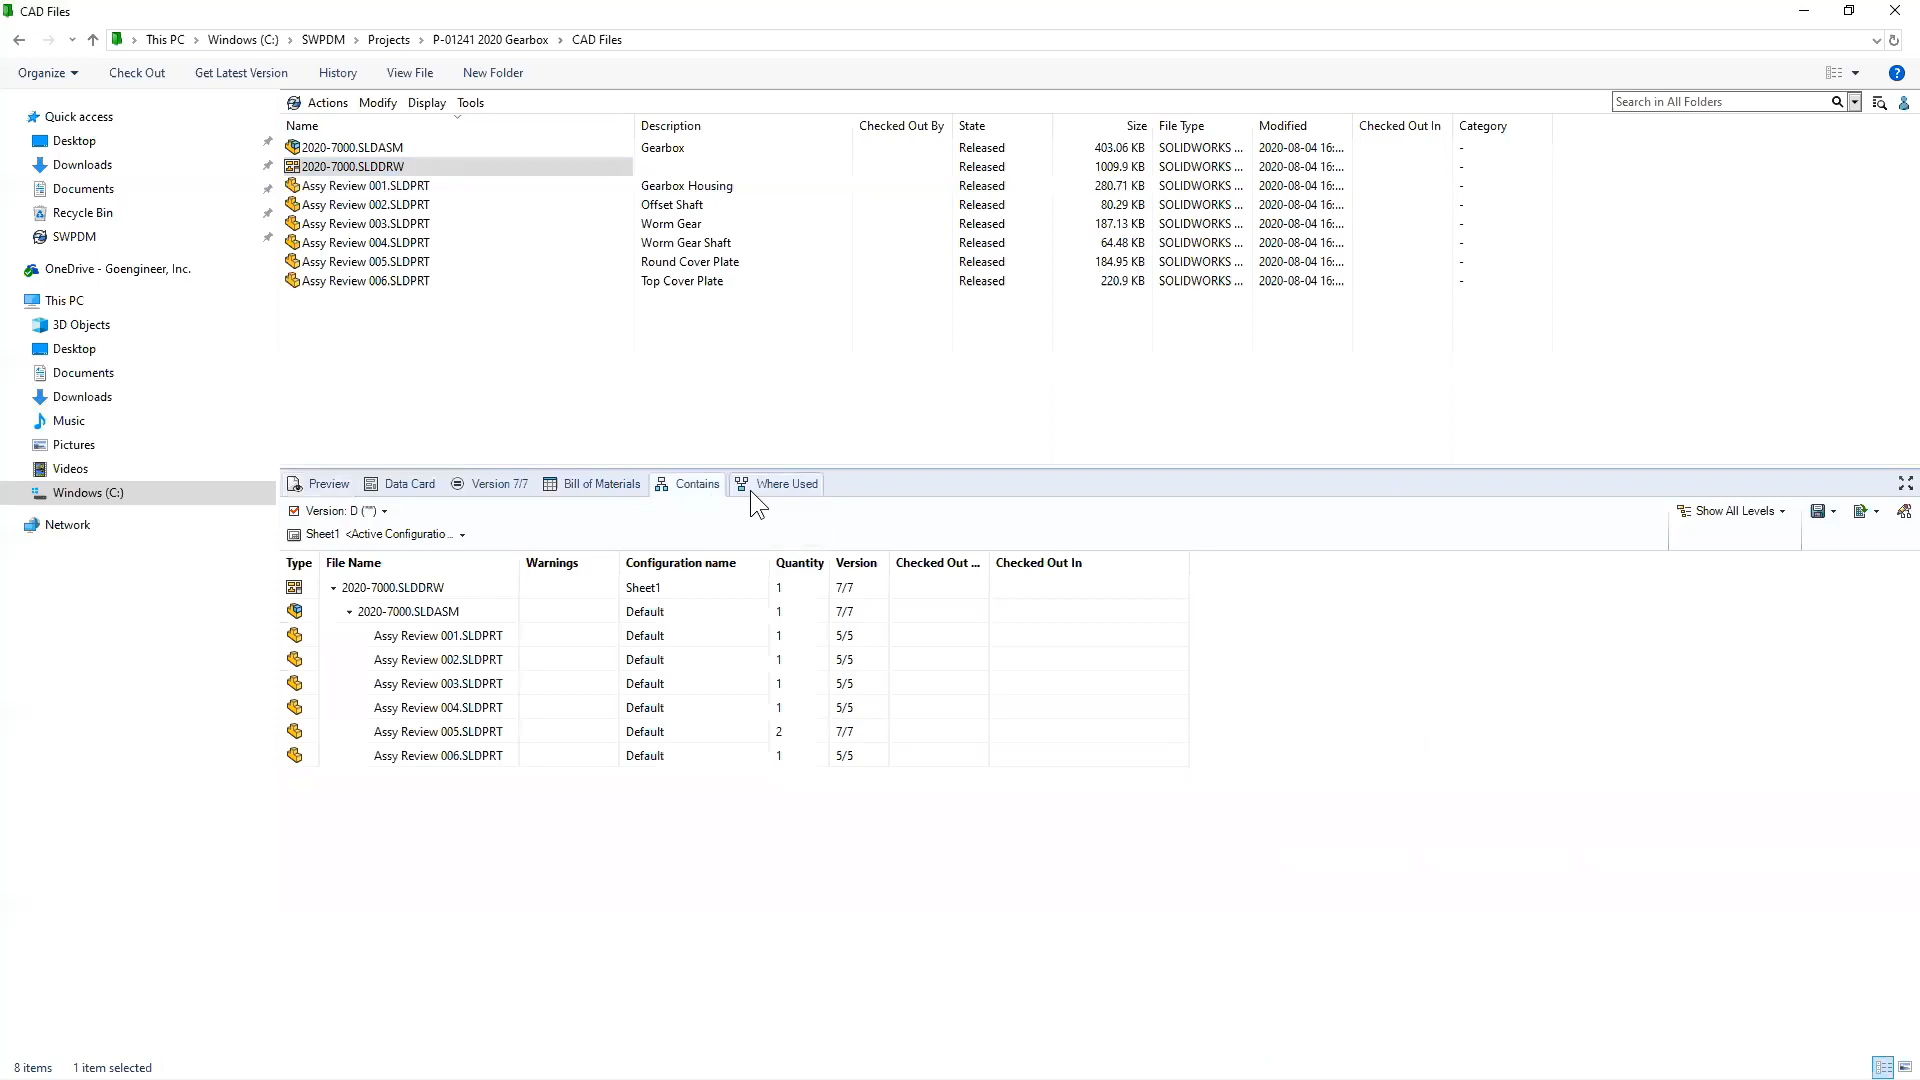 CAD Files
This PC > Windows (C:) > SWPDM > Projects > P-01241 2020 Gearbox > CAD Files
Organize Check Out Get Latest Version History View File New Folder
Quick access
Desktop
Downloads
Documents
Recycle Bin
SWPDM
OneDrive - Goengineer, Inc.
This PC
3D Objects
Desktop
Documents
Downloads
Music
Pictures
Videos
Windows (C:)
Network
Actions Modify Display Tools Search in All Folders
Name Description Checked Out By State Size File Type Modified Checked Out In Category
2020-7000.SLDASM Gearbox Released 403.06 KB SOLIDWORKS ... 2020-08-04 16:... -
2020-7000.SLDDRW Released 1009.9 KB SOLIDWORKS ... 2020-08-04 16:... -
Assy Review 001.SLDPRT Gearbox Housing Released 280.71 KB SOLIDWORKS ... 2020-08-04 16:... -
Assy Review 002.SLDPRT Offset Shaft Released 80.29 KB SOLIDWORKS ... 2020-08-04 16:... -
Assy Review 003.SLDPRT Worm Gear Released 187.13 KB SOLIDWORKS ... 2020-08-04 16:... -
Assy Review 004.SLDPRT Worm Gear Shaft Released 64.48 KB SOLIDWORKS ... 2020-08-04 16:... -
Assy Review 005.SLDPRT Round Cover Plate Released 184.95 KB SOLIDWORKS ... 2020-08-04 16:... -
Assy Review 006.SLDPRT Top Cover Plate Released 220.9 KB SOLIDWORKS ... 2020-08-04 16:... -
Preview Data Card Version 7/7 Bill of Materials Contains Where Used
Version: D ("") Show All Levels
Sheet1 <Active Configuratio...
Type File Name Warnings Configuration name Quantity Version Checked Out ... Checked Out In
2020-7000.SLDDRW Sheet1 1 7/7
2020-7000.SLDASM Default 1 7/7
Assy Review 001.SLDPRT Default 1 5/5
Assy Review 002.SLDPRT Default 1 5/5
Assy Review 003.SLDPRT Default 1 5/5
Assy Review 004.SLDPRT Default 1 5/5
Assy Review 005.SLDPRT Default 2 7/7
Assy Review 006.SLDPRT Default 1 5/5
8 items 1 item selected